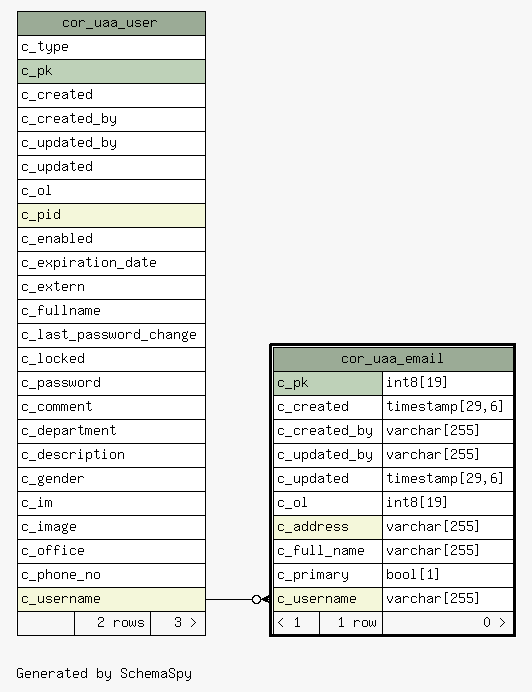 cor_uaa_user
c_type
c_pk
c_created
c_created_by
c_updated_by
c_updated
c_ol
c_pid
c_enabled
c_expiration_date
c_extern
c_fullname
c_last_password_change
c_locked
c_password
c_comment
c_department
c_description
c_gender
c_im
c_image
c_office
c_phone_no
c_username
2 rows 3 >
cor_uaa_email
c_pk int8[19]
c_created timestamp[29,6]
c_created_by varchar[255]
c_updated_by varchar[255]
c_updated timestamp[29,6]
c_ol int8[19]
c_address varchar[255]
c_full_name varchar[255]
c_primary bool[1]
c_username varchar[255]
< 1 1 row 0 >
Generated by SchemaSpy